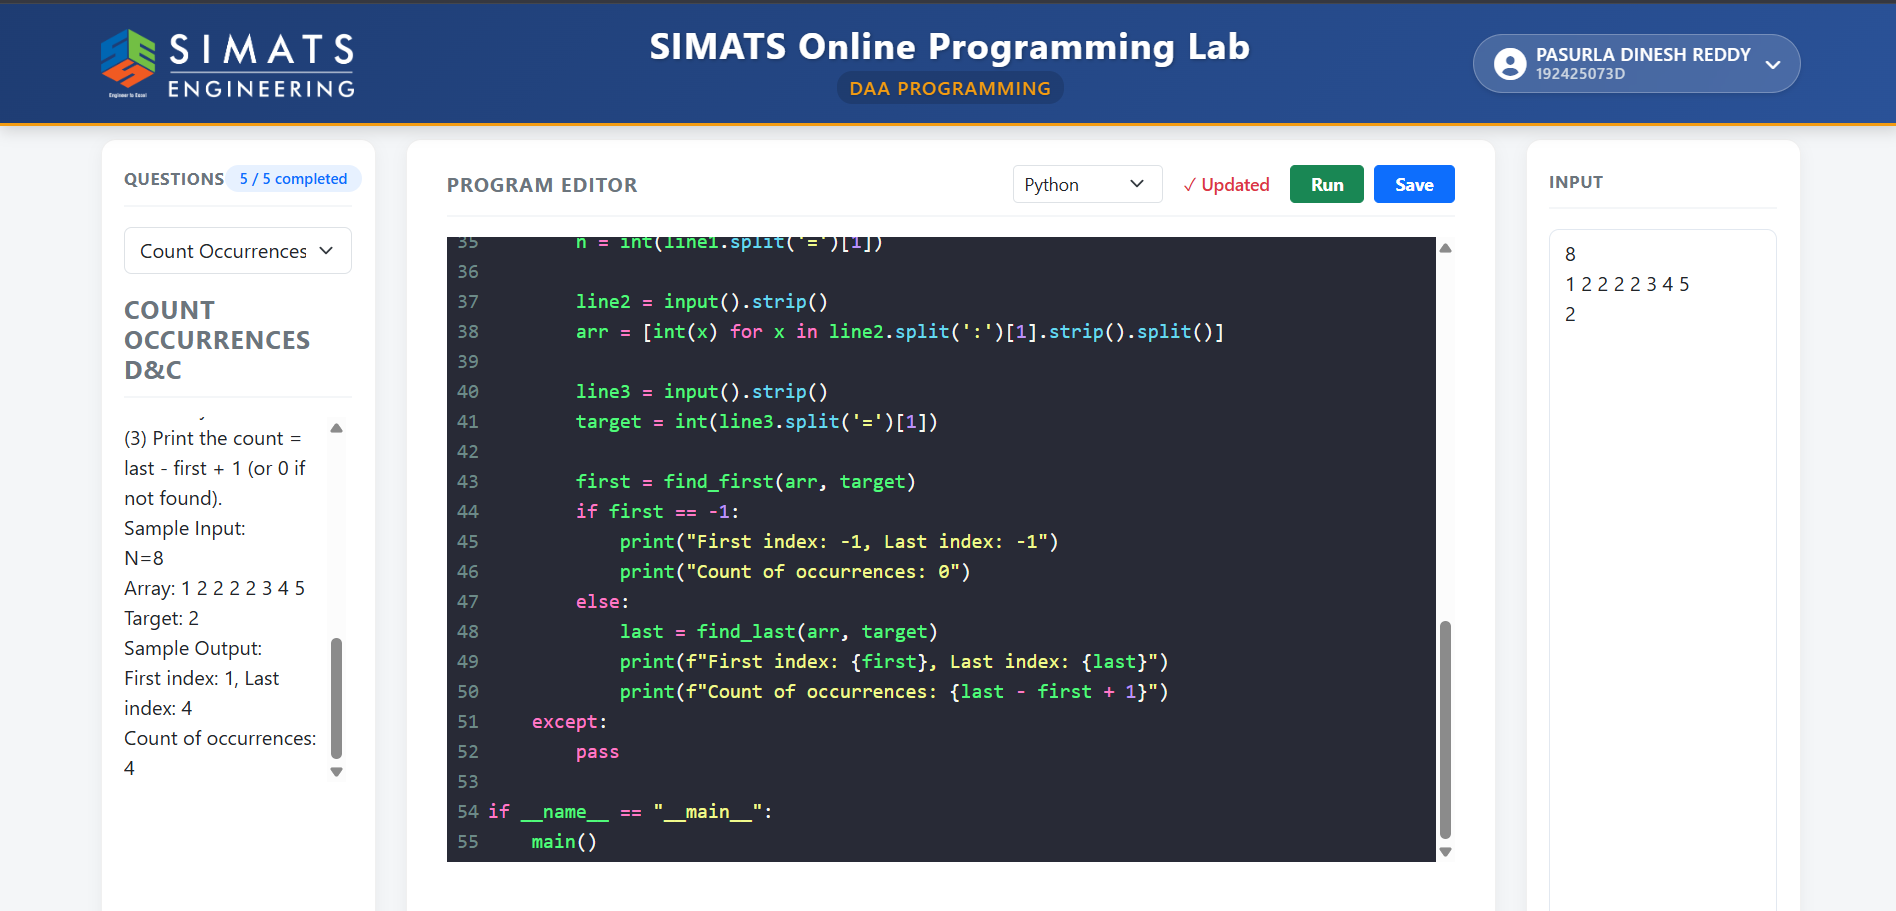 SIMATS
ENGINEERING
Engineer to Excel
SIMATS Online Programming Lab
DAA PROGRAMMING
PASURLA DINESH REDDY
192425073D
QUESTIONS
5 / 5 completed
Count Occurrences
COUNT
OCCURRENCES
D&C
(3) Print the count =
last - first + 1 (or 0 if
not found).
Sample Input:
N=8
Array: 1 2 2 2 2 3 4 5
Target: 2
Sample Output:
First index: 1, Last
index: 4
Count of occurrences:
4
PROGRAM EDITOR
Python
✓ Updated
Run
Save
35 n = int(line1.split('=')[1])
36
37 line2 = input().strip()
38 arr = [int(x) for x in line2.split(':')[1].strip().split()]
39
40 line3 = input().strip()
41 target = int(line3.split('=')[1])
42
43 first = find_first(arr, target)
44 if first == -1:
45 print("First index: -1, Last index: -1")
46 print("Count of occurrences: 0")
47 else:
48 last = find_last(arr, target)
49 print(f"First index: {first}, Last index: {last}")
50 print(f"Count of occurrences: {last - first + 1}")
51 except:
52 pass
53
54 if __name__ == "__main__":
55 main()
INPUT
8
1 2 2 2 2 3 4 5
2